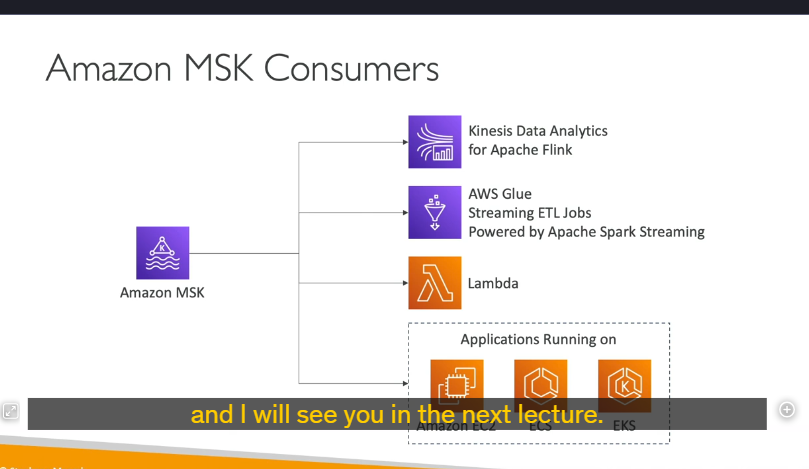 Amazon MSK Consumers
Kinesis Data Analytics
for Apache Flink
AWS Glue
Streaming ETL Jobs
Powered by Apache Spark Streaming
Amazon MSK
Lambda
Applications Running on
Amazon EC2
ECS
EKS
and I will see you in the next lecture.